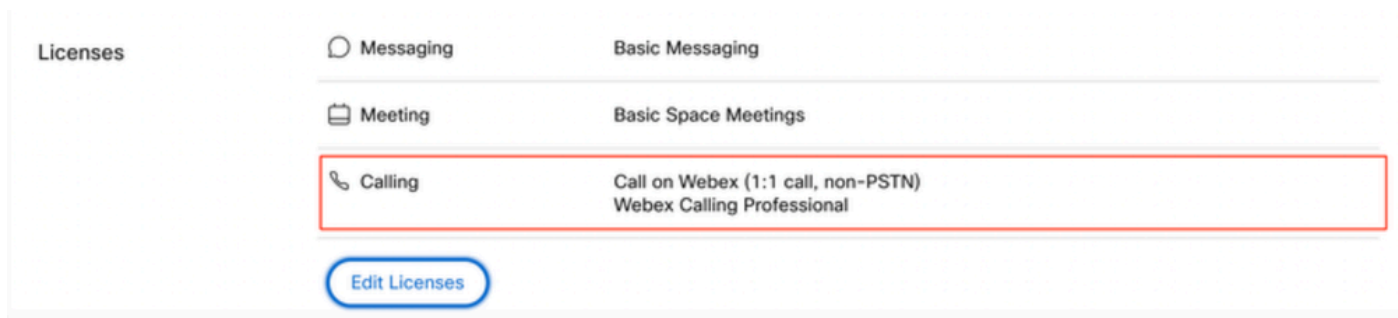 Licenses
Messaging
Basic Messaging
Meeting
Basic Space Meetings
Calling
Call on Webex (1:1 call, non-PSTN)
Webex Calling Professional
Edit Licenses